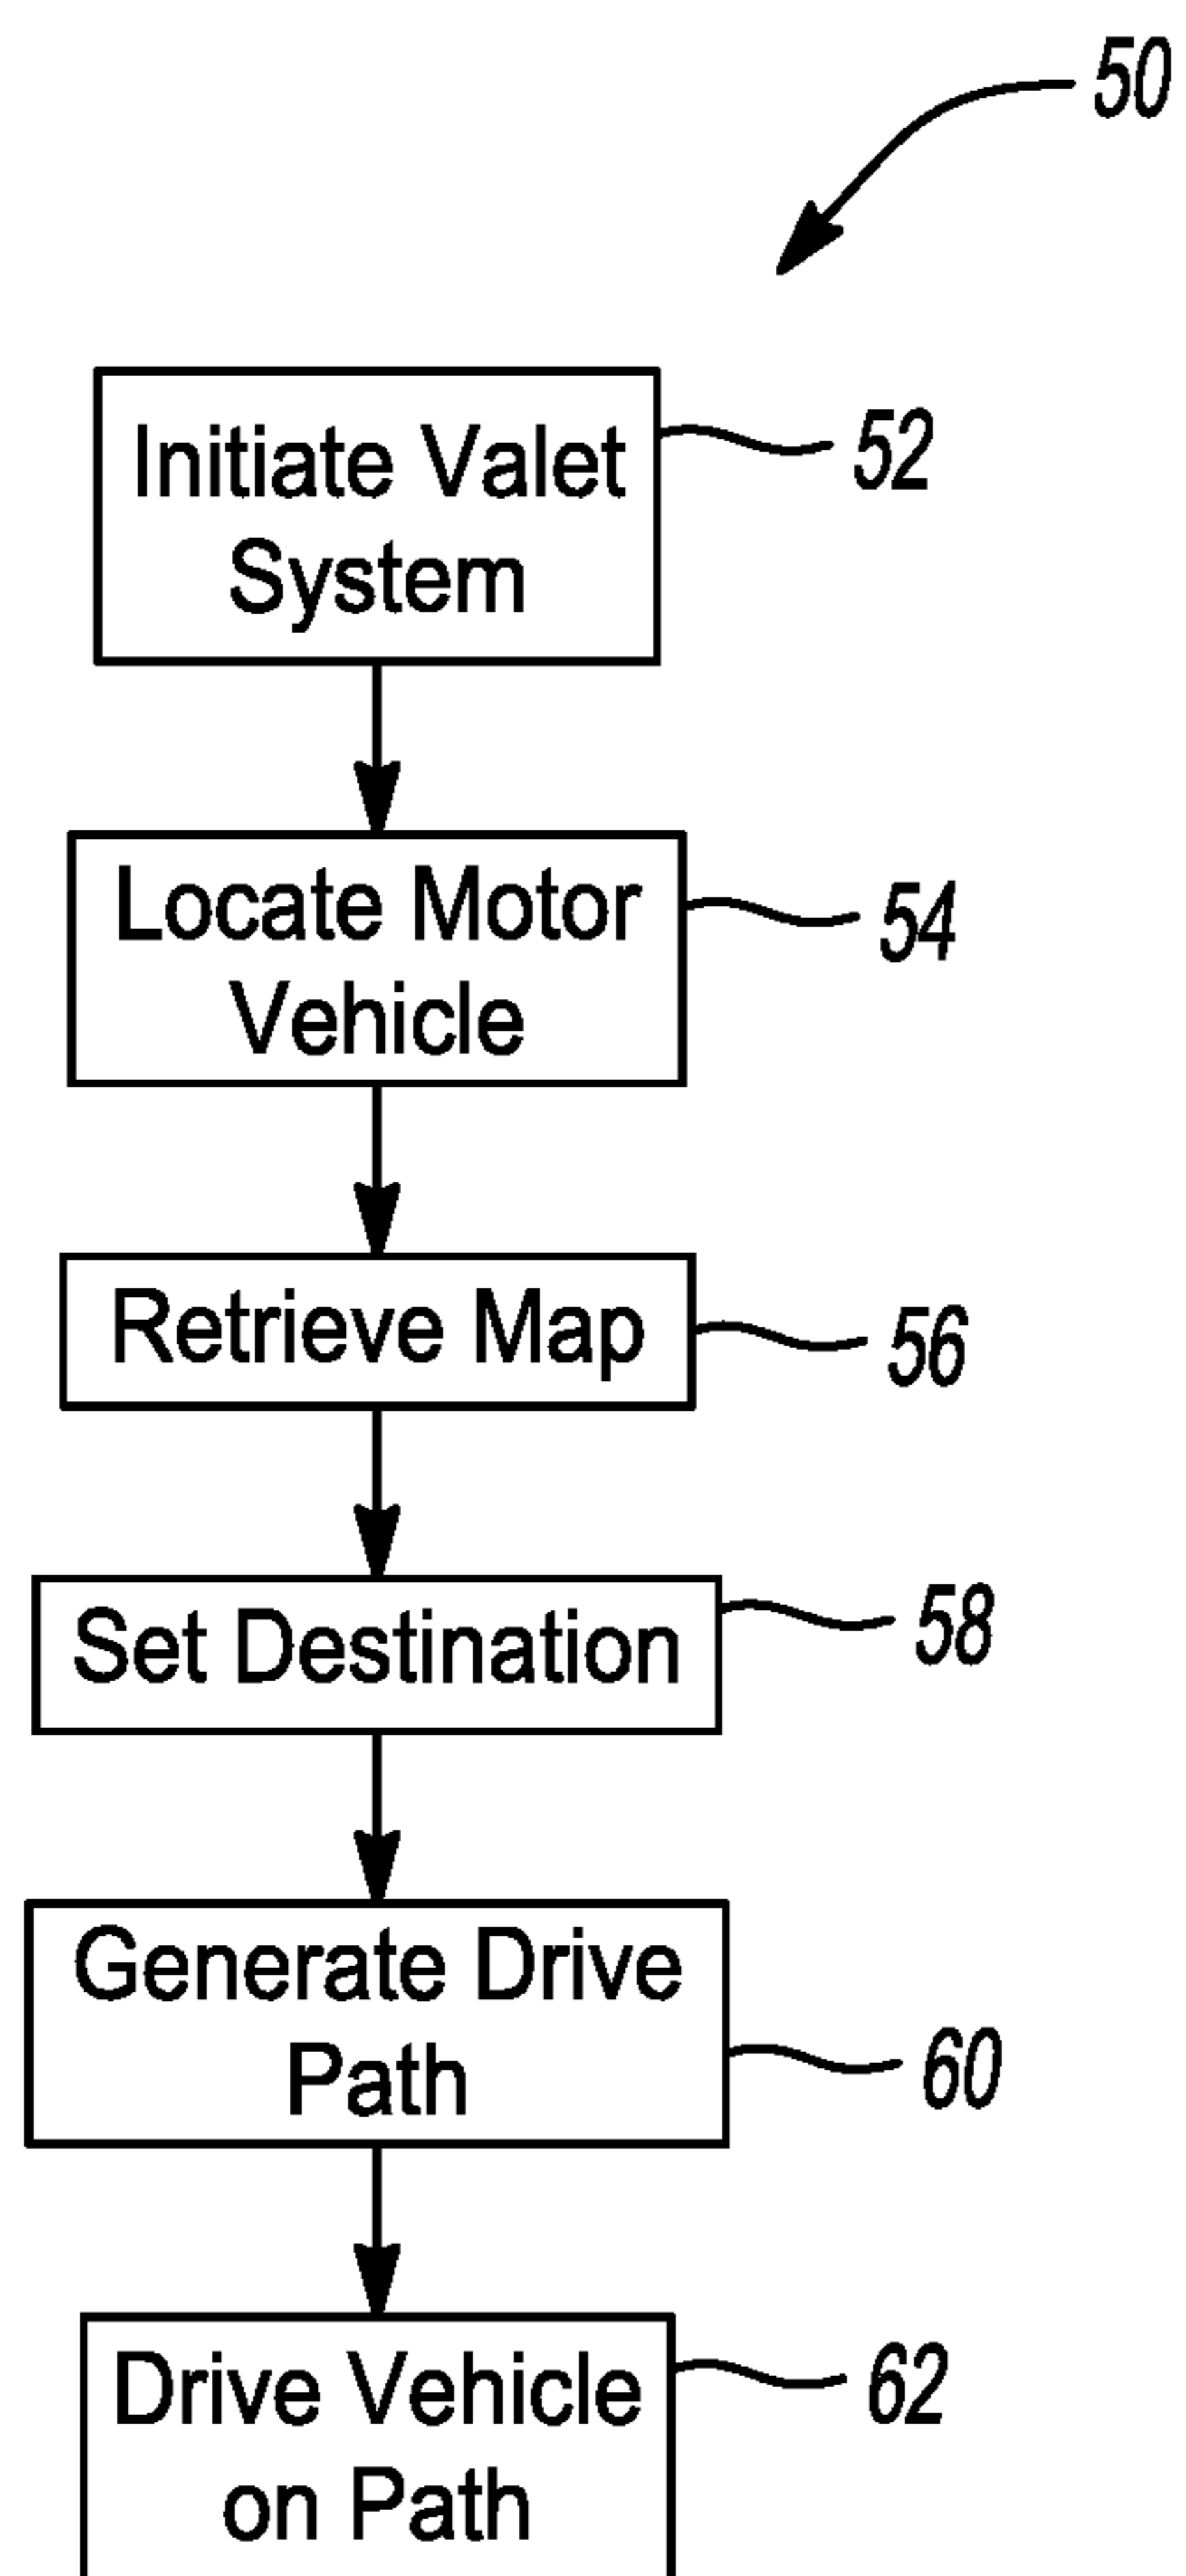 50
Initiate Valet
System
52
Locate Motor
Vehicle
54
Retrieve Map
56
Set Destination
58
Generate Drive
Path
60
Drive Vehicle
on Path
62